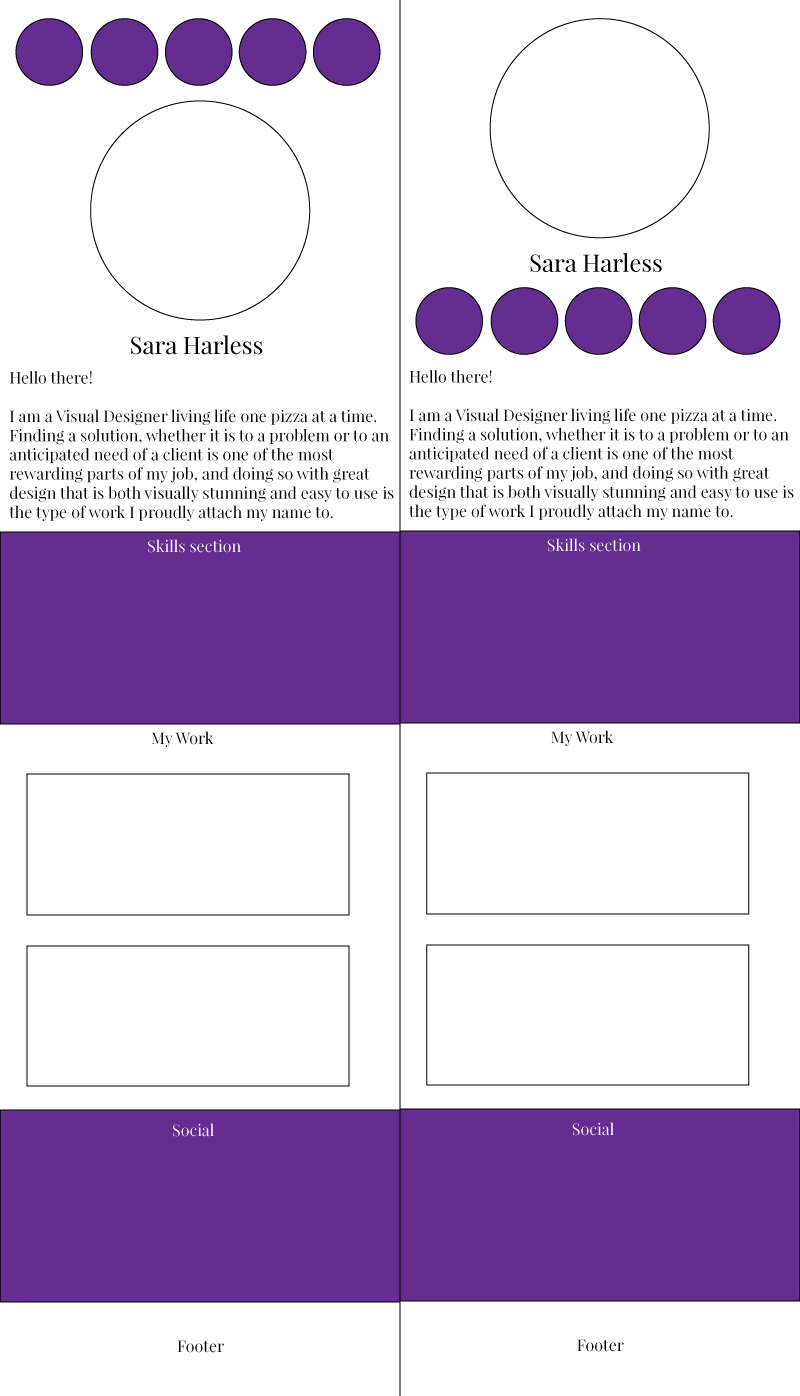 Sara Harless
Hello there!
I am a Visual Designer living life one pizza at a time.
Finding a solution, whether it is to a problem or to an
anticipated need of a client is one of the most
rewarding parts of my job, and doing so with great
design that is both visually stunning and easy to use is
the type of work I proudly attach my name to.
Skills section
My Work
Social
Footer
Sara Harless
Hello there!
I am a Visual Designer living life one pizza at a time.
Finding a solution, whether it is to a problem or to an
anticipated need of a client is one of the most
rewarding parts of my job, and doing so with great
design that is both visually stunning and easy to use is
the type of work I proudly attach my name to.
Skills section
My Work
Social
Footer